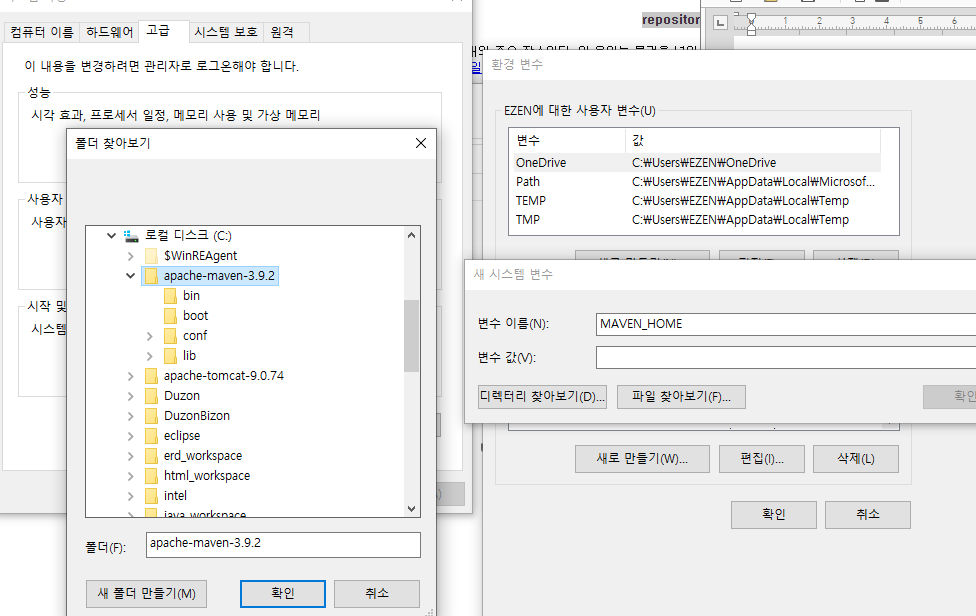 컴퓨터 이름 하드웨어 고급 시스템 보호 원격
이 내용을 변경하려면 관리자로 로그온해야 합니다.
성능
시각 효과, 프로세서 일정, 메모리 사용 및 가상 메모리
사용자
사용자
시작 및
시스템
폴더 찾아보기
로컬 디스크 (C:)
$WinREAgent
apache-maven-3.9.2
bin
boot
conf
lib
apache-tomcat-9.0.74
Duzon
DuzonBizon
eclipse
erd_workspace
html_workspace
intel
java_workspace
폴더(F):
apache-maven-3.9.2
새 폴더 만들기(M)
확인
취소
repositor
1 2 3 4 5 6
환경 변수
EZEN에 대한 사용자 변수(U)
변수 값
OneDrive C:₩Users₩EZEN₩OneDrive
Path C:₩Users₩EZEN₩AppData₩Local₩Microsof...
TEMP C:₩Users₩EZEN₩AppData₩Local₩Temp
TMP C:₩Users₩EZEN₩AppData₩Local₩Temp
새 시스템 변수
변수 이름(N):
MAVEN_HOME
변수 값(V):
디렉터리 찾아보기(D)...
파일 찾아보기(F)...
확인
새로 만들기(W)...
편집(I)...
삭제(L)
확인
취소